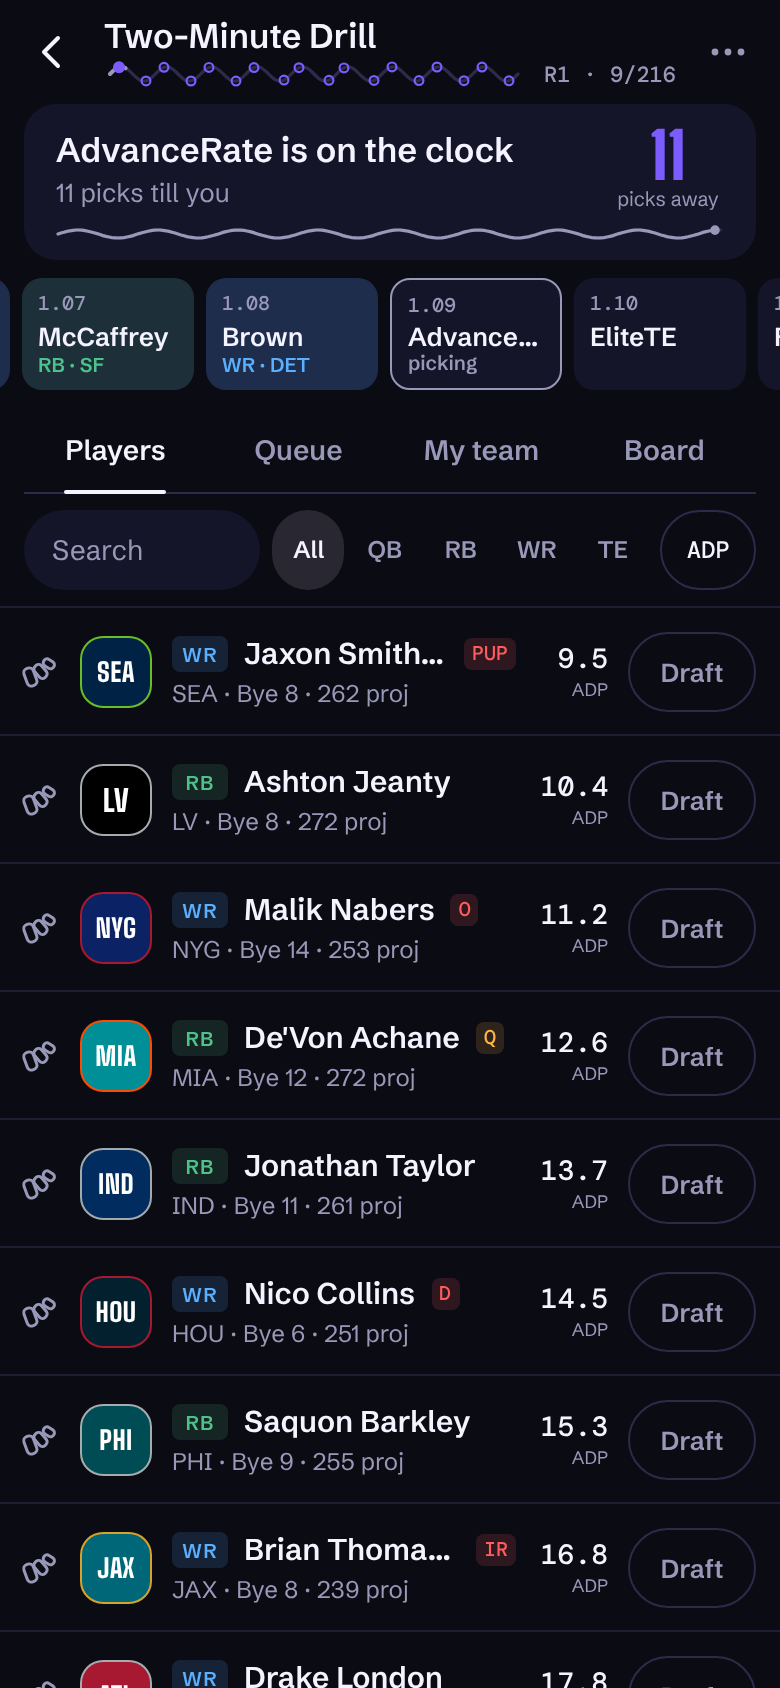 Two-Minute Drill
R1 · 9/216
AdvanceRate is on the clock
11 picks till you
11
picks away
1.07
McCaffrey
RB · SF
1.08
Brown
WR · DET
1.09
Advance...
picking
1.10
EliteTE
Players
Queue
My team
Board
Search
All
QB
RB
WR
TE
ADP
SEA
WR
Jaxon Smith...
PUP
SEA · Bye 8 · 262 proj
9.5
ADP
Draft
LV
RB
Ashton Jeanty
LV · Bye 8 · 272 proj
10.4
ADP
Draft
NYG
WR
Malik Nabers
O
NYG · Bye 14 · 253 proj
11.2
ADP
Draft
MIA
RB
De'Von Achane
Q
MIA · Bye 12 · 272 proj
12.6
ADP
Draft
IND
RB
Jonathan Taylor
IND · Bye 11 · 261 proj
13.7
ADP
Draft
HOU
WR
Nico Collins
D
HOU · Bye 6 · 251 proj
14.5
ADP
Draft
PHI
RB
Saquon Barkley
PHI · Bye 9 · 255 proj
15.3
ADP
Draft
JAX
WR
Brian Thoma...
IR
JAX · Bye 8 · 239 proj
16.8
ADP
Draft
WR
Drake London
17.8
Draft